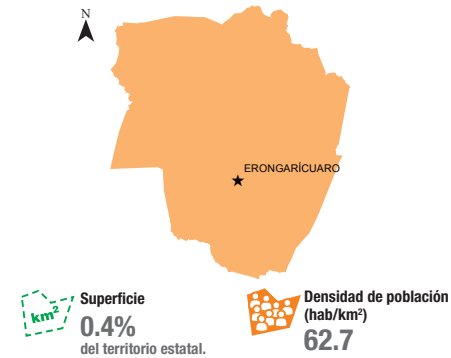 N
ERONGARÍCUARO
km²
Superficie
0.4%
del territorio estatal.
Densidad de población
(hab/km²)
62.7